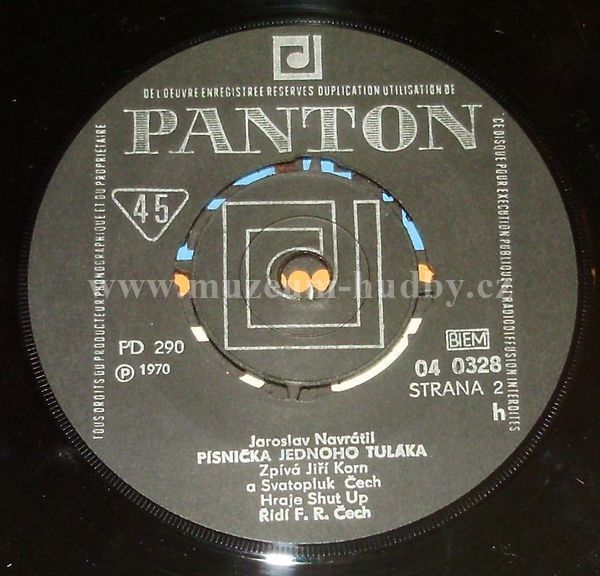 DE L OEUVRE ENREGISTREE RESERVES DUPLICATION UTILISATION DE
PANTON
TOUS DROITS DU PRODUCTEUR PHONOGRAPHIQUE ET DU PROPRIETAIRE
CE DISQUE POUR EXECUTION PUBLIQUE ET RADIODIFFUSION INTERDITES
45
www.muzeum-hudby.cz
PD 290
℗ 1970
BIEM
04 0328
STRANA 2
h
Jaroslav Navrátil
PÍSNIČKA JEDNOHO TULÁKA
Zpívá Jiří Korn
a Svatopluk Čech
Hraje Shut Up
Řídí F. R. Čech